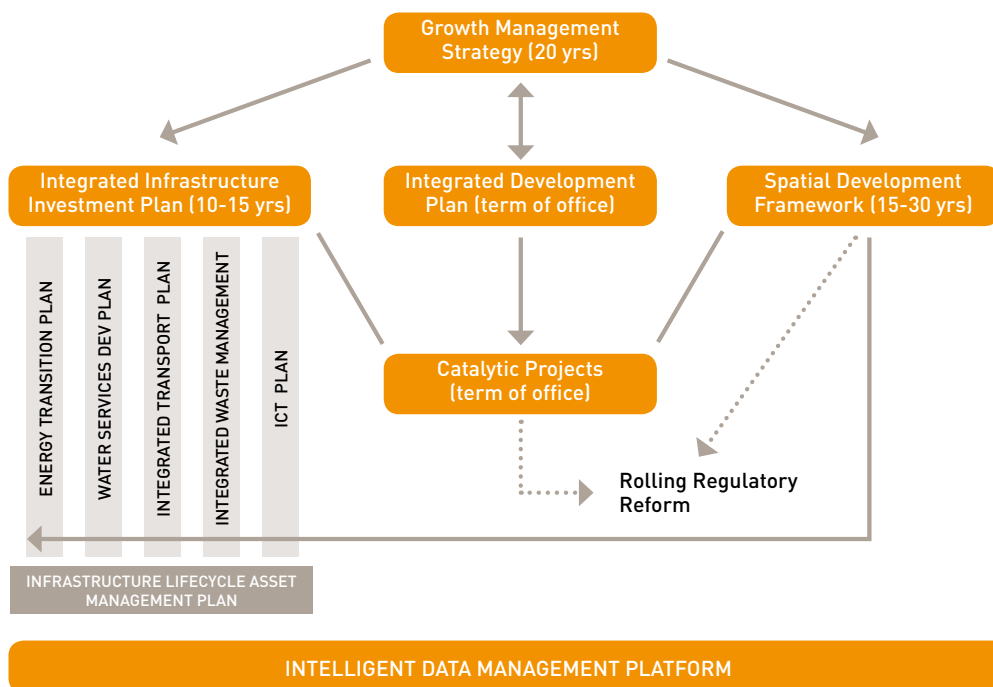 Growth Management
Strategy (20 yrs)
Integrated Infrastructure
Investment Plan (10-15 yrs)
Integrated Development
Plan (term of office)
Spatial Development
Framework (15-30 yrs)
ENERGY TRANSITION PLAN
WATER SERVICES DEV PLAN
INTEGRATED TRANSPORT PLAN
INTEGRATED WASTE MANAGEMENT
ICT PLAN
Catalytic Projects
(term of office)
Rolling Regulatory
Reform
INFRASTRUCTURE LIFECYCLE ASSET
MANAGEMENT PLAN
INTELLIGENT DATA MANAGEMENT PLATFORM